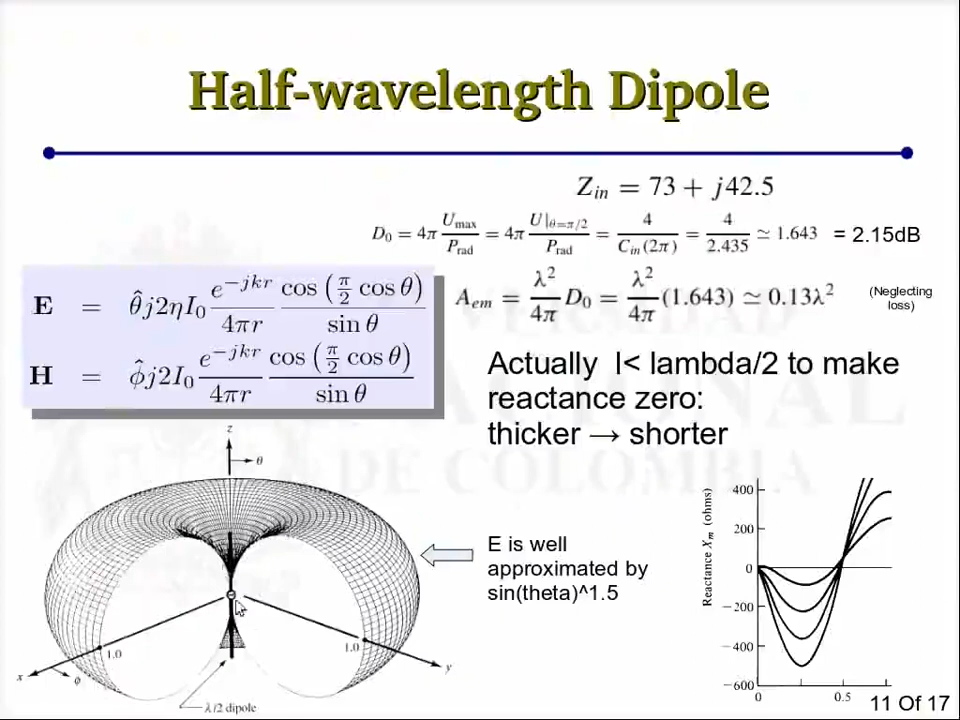 Half-wavelength Dipole
Z_in = 73 + j42.5
D_0 = 4π U_max/P_rad = 4π U|_θ=π/2/P_rad = 4/C_in(2π) = 4/2.435 ≃ 1.643 = 2.15dB
A_em = λ²/4π D_0 = λ²/4π (1.643) ≃ 0.13λ² (Neglecting
loss)
E = θ̂j2ηI_0 e^−jkr/4πr cos(π/2 cos θ)/sin θ
H = φ̂j2I_0 e^−jkr/4πr cos(π/2 cos θ)/sin θ
Actually l< lambda/2 to make
reactance zero:
thicker → shorter
DE COLOMBIA
z
θ
E is well
approximated by
sin(theta)^1.5
1.0
1.0
x
φ
y
λ/2 dipole
Reactance X_m (ohms)
400
200
0
−200
−400
−600
0
0.5
11 Of 17